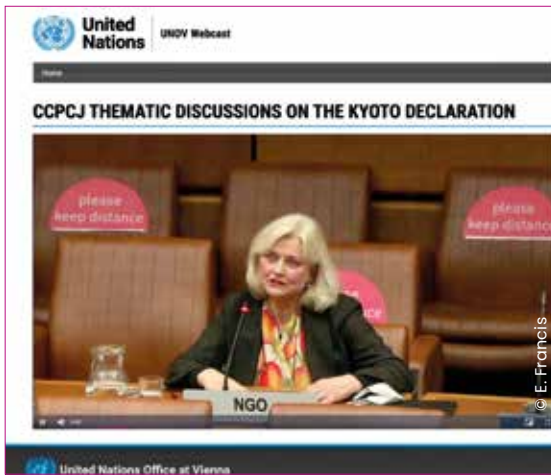 United
Nations
UNOV Webcast
Home
CCPCJ THEMATIC DISCUSSIONS ON THE KYOTO DECLARATION
please
keep distance
please
keep distance
ce
NGO
© E. Francis
United Nations Office at Vienna